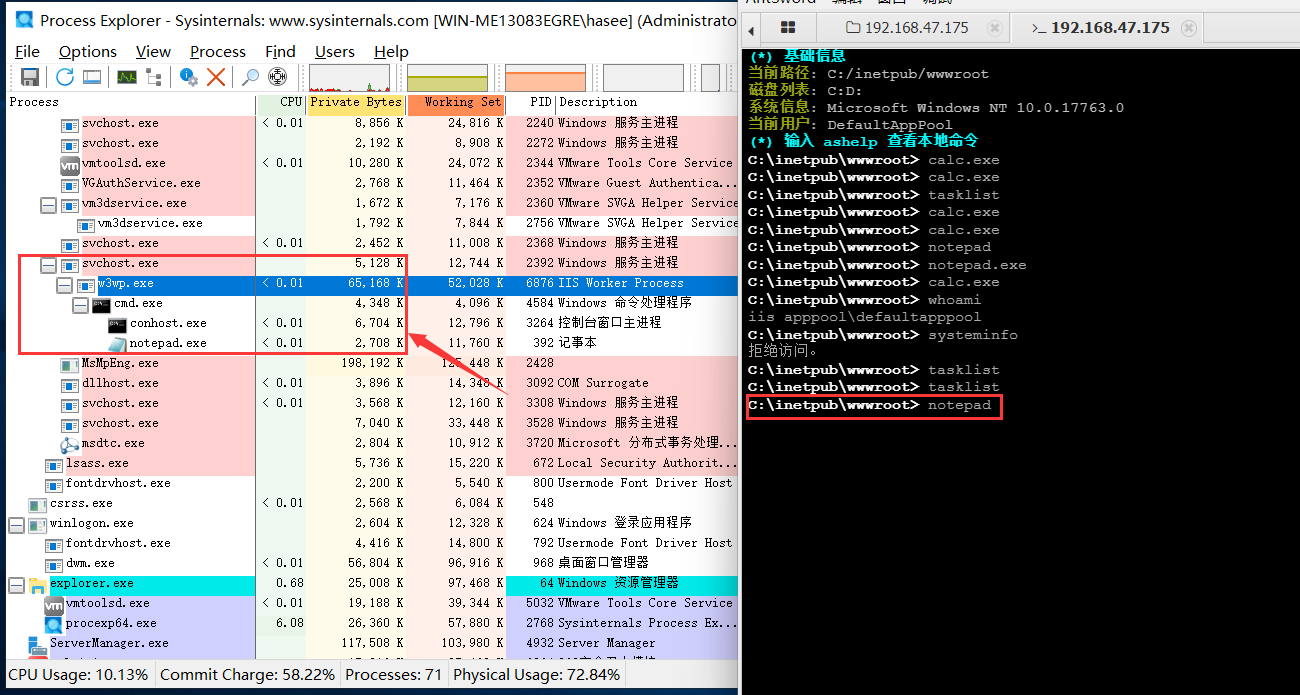 Process Explorer - Sysinternals: www.sysinternals.com [WIN-ME13083EGRE\hasee] (Administrato
File Options View Process Find Users Help
Process CPU Private Bytes Working Set PID Description
svchost.exe < 0.01 8,856 K 24,816 K 2240 Windows 服务主进程
svchost.exe 2,192 K 8,908 K 2272 Windows 服务主进程
vmtoolsd.exe < 0.01 10,280 K 24,072 K 2344 VMware Tools Core Service
VGAuthService.exe 2,768 K 11,464 K 2352 VMware Guest Authentica...
vm3dservice.exe 1,672 K 7,176 K 2360 VMware SVGA Helper Service
vm3dservice.exe 1,792 K 7,844 K 2756 VMware SVGA Helper Service
svchost.exe < 0.01 2,452 K 11,008 K 2368 Windows 服务主进程
svchost.exe 5,128 K 12,744 K 2392 Windows 服务主进程
w3wp.exe < 0.01 65,168 K 52,028 K 6876 IIS Worker Process
cmd.exe 4,348 K 4,096 K 4584 Windows 命令处理程序
conhost.exe < 0.01 6,704 K 12,796 K 3264 控制台窗口主进程
notepad.exe < 0.01 2,708 K 11,760 K 392 记事本
MsMpEng.exe 198,192 K 125,448 K 2428
dllhost.exe < 0.01 3,896 K 14,348 K 3092 COM Surrogate
svchost.exe < 0.01 3,568 K 12,160 K 3308 Windows 服务主进程
svchost.exe 7,040 K 33,448 K 3528 Windows 服务主进程
msdtc.exe 2,804 K 10,912 K 3720 Microsoft 分布式事务处理...
lsass.exe 5,736 K 15,220 K 672 Local Security Authorit...
fontdrvhost.exe 2,200 K 5,540 K 800 Usermode Font Driver Host
csrss.exe < 0.01 2,568 K 6,084 K 548
winlogon.exe 2,604 K 12,328 K 624 Windows 登录应用程序
fontdrvhost.exe 4,416 K 14,800 K 792 Usermode Font Driver Host
dwm.exe < 0.01 56,804 K 96,916 K 968 桌面窗口管理器
explorer.exe 0.68 25,008 K 97,468 K 64 Windows 资源管理器
vmtoolsd.exe < 0.01 19,188 K 39,344 K 5032 VMware Tools Core Service
procexp64.exe 6.08 26,360 K 57,880 K 2768 Sysinternals Process Ex...
ServerManager.exe 117,508 K 103,980 K 4932 Server Manager
CPU Usage: 10.13% Commit Charge: 58.22% Processes: 71 Physical Usage: 72.84%
192.168.47.175 >_ 192.168.47.175
(*) 基础信息
当前路径: C:/inetpub/wwwroot
磁盘列表: C:D:
系统信息: Microsoft Windows NT 10.0.17763.0
当前用户: DefaultAppPool
(*) 输入 ashelp 查看本地命令
C:\inetpub\wwwroot> calc.exe
C:\inetpub\wwwroot> calc.exe
C:\inetpub\wwwroot> tasklist
C:\inetpub\wwwroot> calc.exe
C:\inetpub\wwwroot> calc.exe
C:\inetpub\wwwroot> notepad
C:\inetpub\wwwroot> notepad.exe
C:\inetpub\wwwroot> calc.exe
C:\inetpub\wwwroot> whoami
iis apppool\defaultapppool
C:\inetpub\wwwroot> systeminfo
拒绝访问。
C:\inetpub\wwwroot> tasklist
C:\inetpub\wwwroot> tasklist
C:\inetpub\wwwroot> notepad